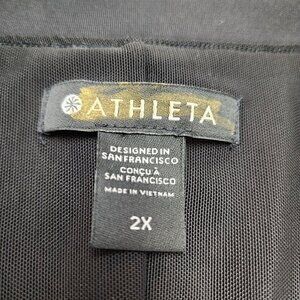 ATHLETA
DESIGNED IN
SAN FRANCISCO
CONÇU À
SAN FRANCISCO
MADE IN VIETNAM
2X